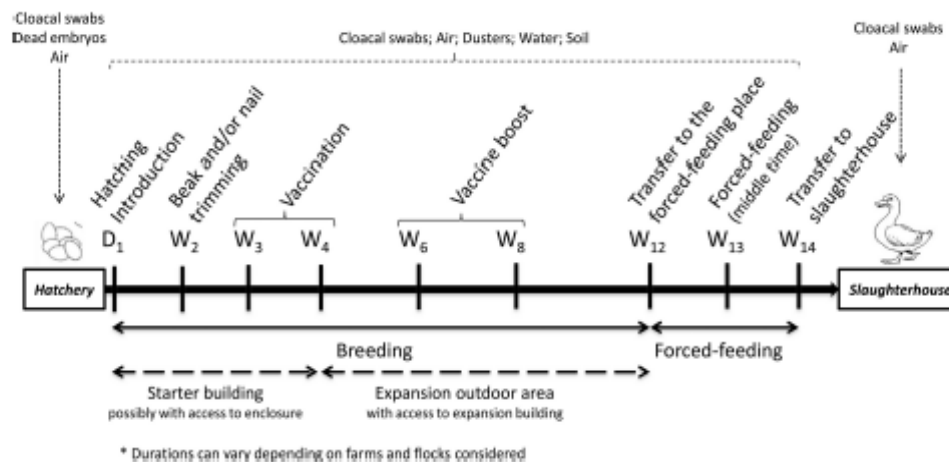 Cloacal swabs
Dead embryos
Air
Cloacal swabs; Air; Dusters; Water; Soil
Cloacal swabs
Air
Hatching
Introduction
Beak and/or nail
trimming
Vaccination
Vaccine boost
Transfer to the
forced-feeding place
Forced-feeding
(middle time)
Transfer to
slaughterhouse
D1 W2 W3 W4 W6 W8 W12 W13 W14
Hatchery
Slaughterhouse
Breeding
Forced-feeding
Starter building
possibly with access to enclosure
Expansion outdoor area
with access to expansion building
* Durations can vary depending on farms and flocks considered